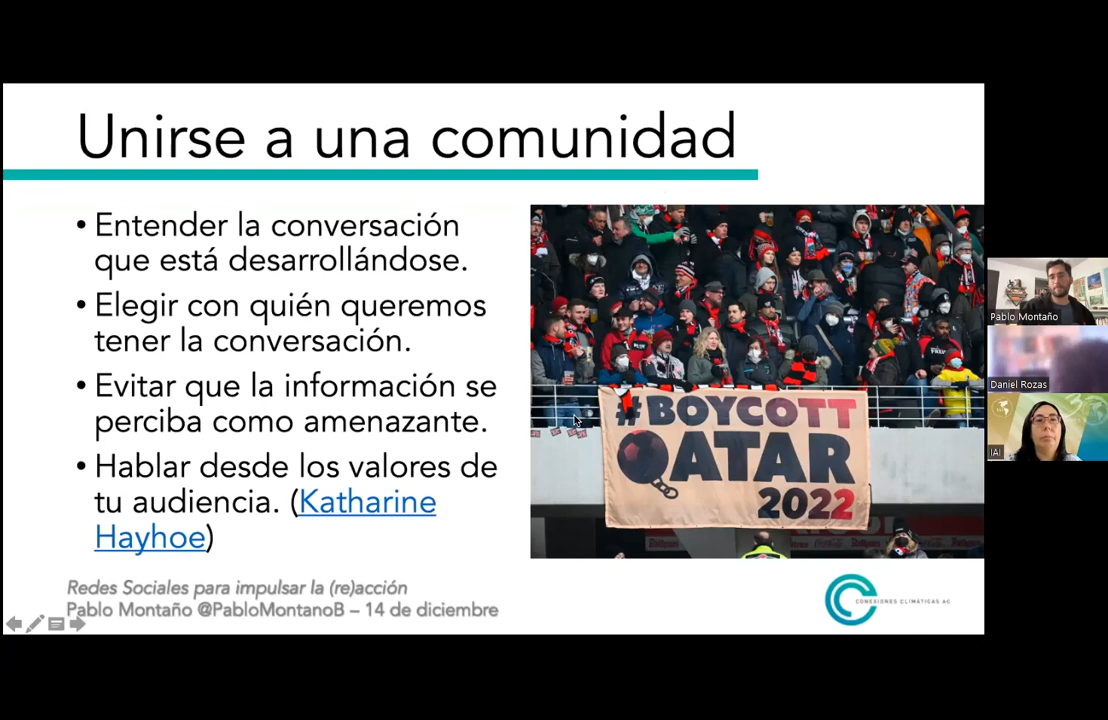 Unirse a una comunidad
• Entender la conversación
que está desarrollándose.
• Elegir con quién queremos
tener la conversación.
• Evitar que la información se
perciba como amenazante.
• Hablar desde los valores de
tu audiencia. (Katharine
Hayhoe)
#BOYCOTT
QATAR
2022
Redes Sociales para impulsar la (re)acción
Pablo Montaño @PabloMontanoB – 14 de diciembre
CONEXIONES CLIMÁTICAS AC
Pablo Montaño
Daniel Rozas
IAI